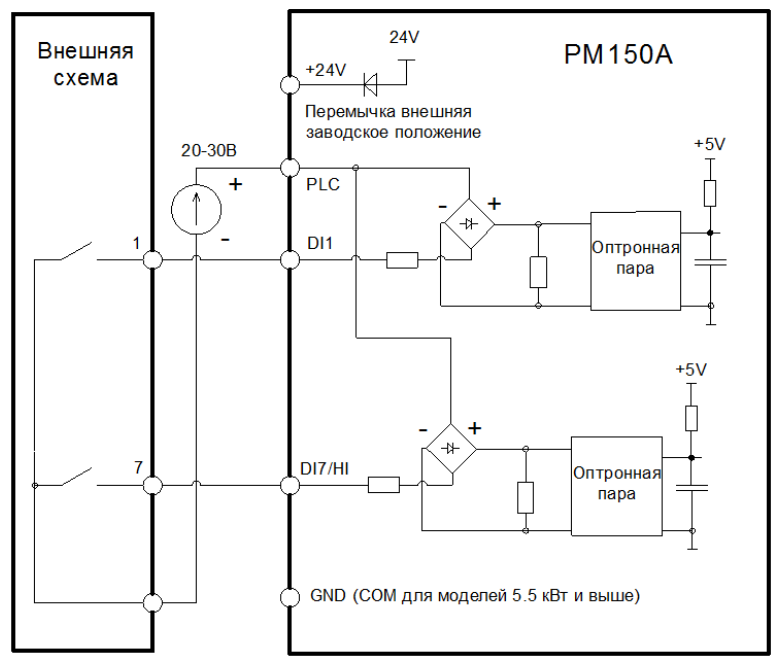 Внешняя
схема
24V
PM150A
+24V
Перемычка внешняя
заводское положение
20-30В
+
-
PLC
-
+
+5V
1
DI1
Оптронная
пара
+5V
-
+
7
DI7/HI
Оптронная
пара
GND (COM для моделей 5.5 кВт и выше)